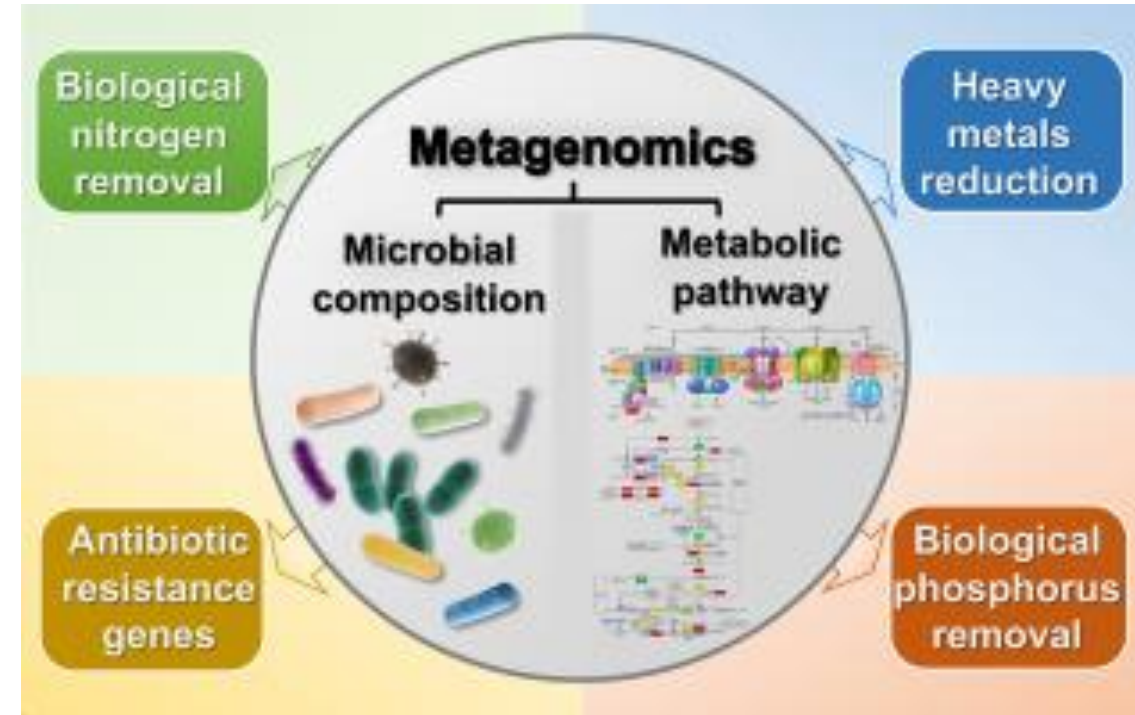 Biological
nitrogen
removal
Heavy
metals
reduction
Metagenomics
Microbial
composition
Metabolic
pathway
Antibiotic
resistance
genes
Biological
phosphorus
removal